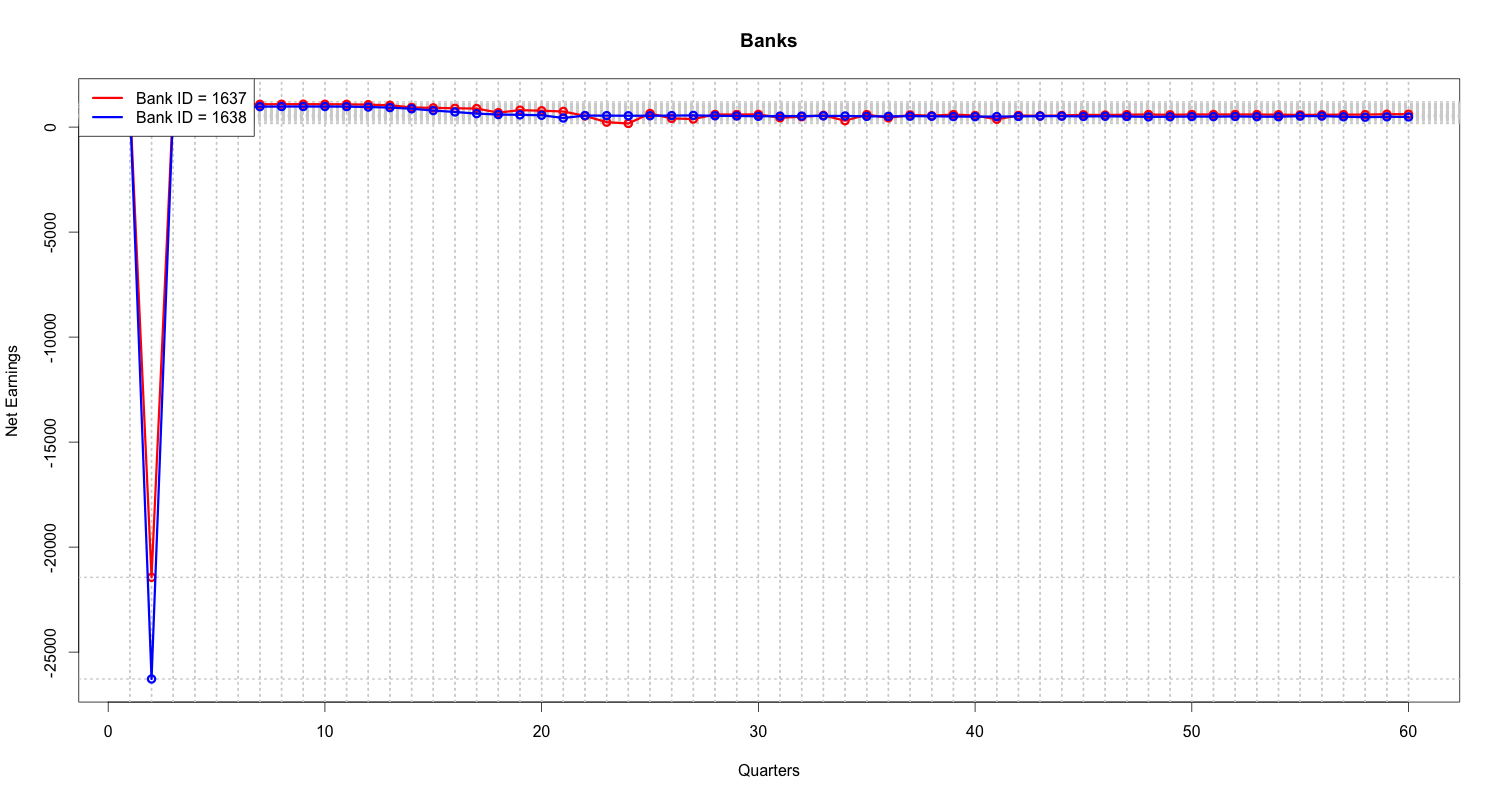 Banks
Bank ID = 1637
Bank ID = 1638
Net Earnings
0
-5000
-10000
-15000
-20000
-25000
0 10 20 30 40 50 60
Quarters